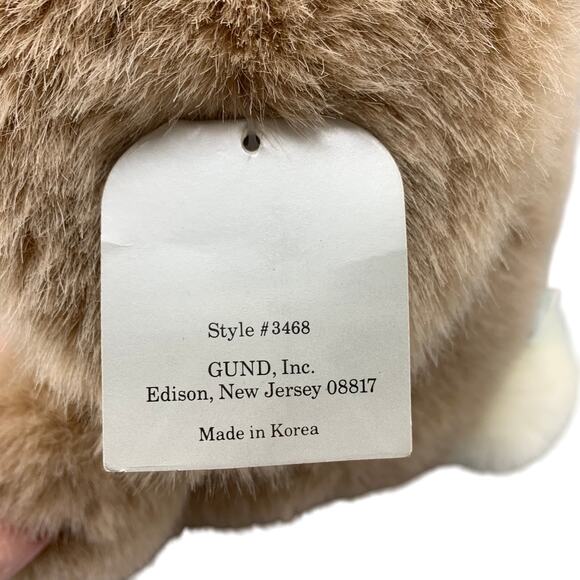 Style #3468
GUND, Inc.
Edison, New Jersey 08817
Made in Korea